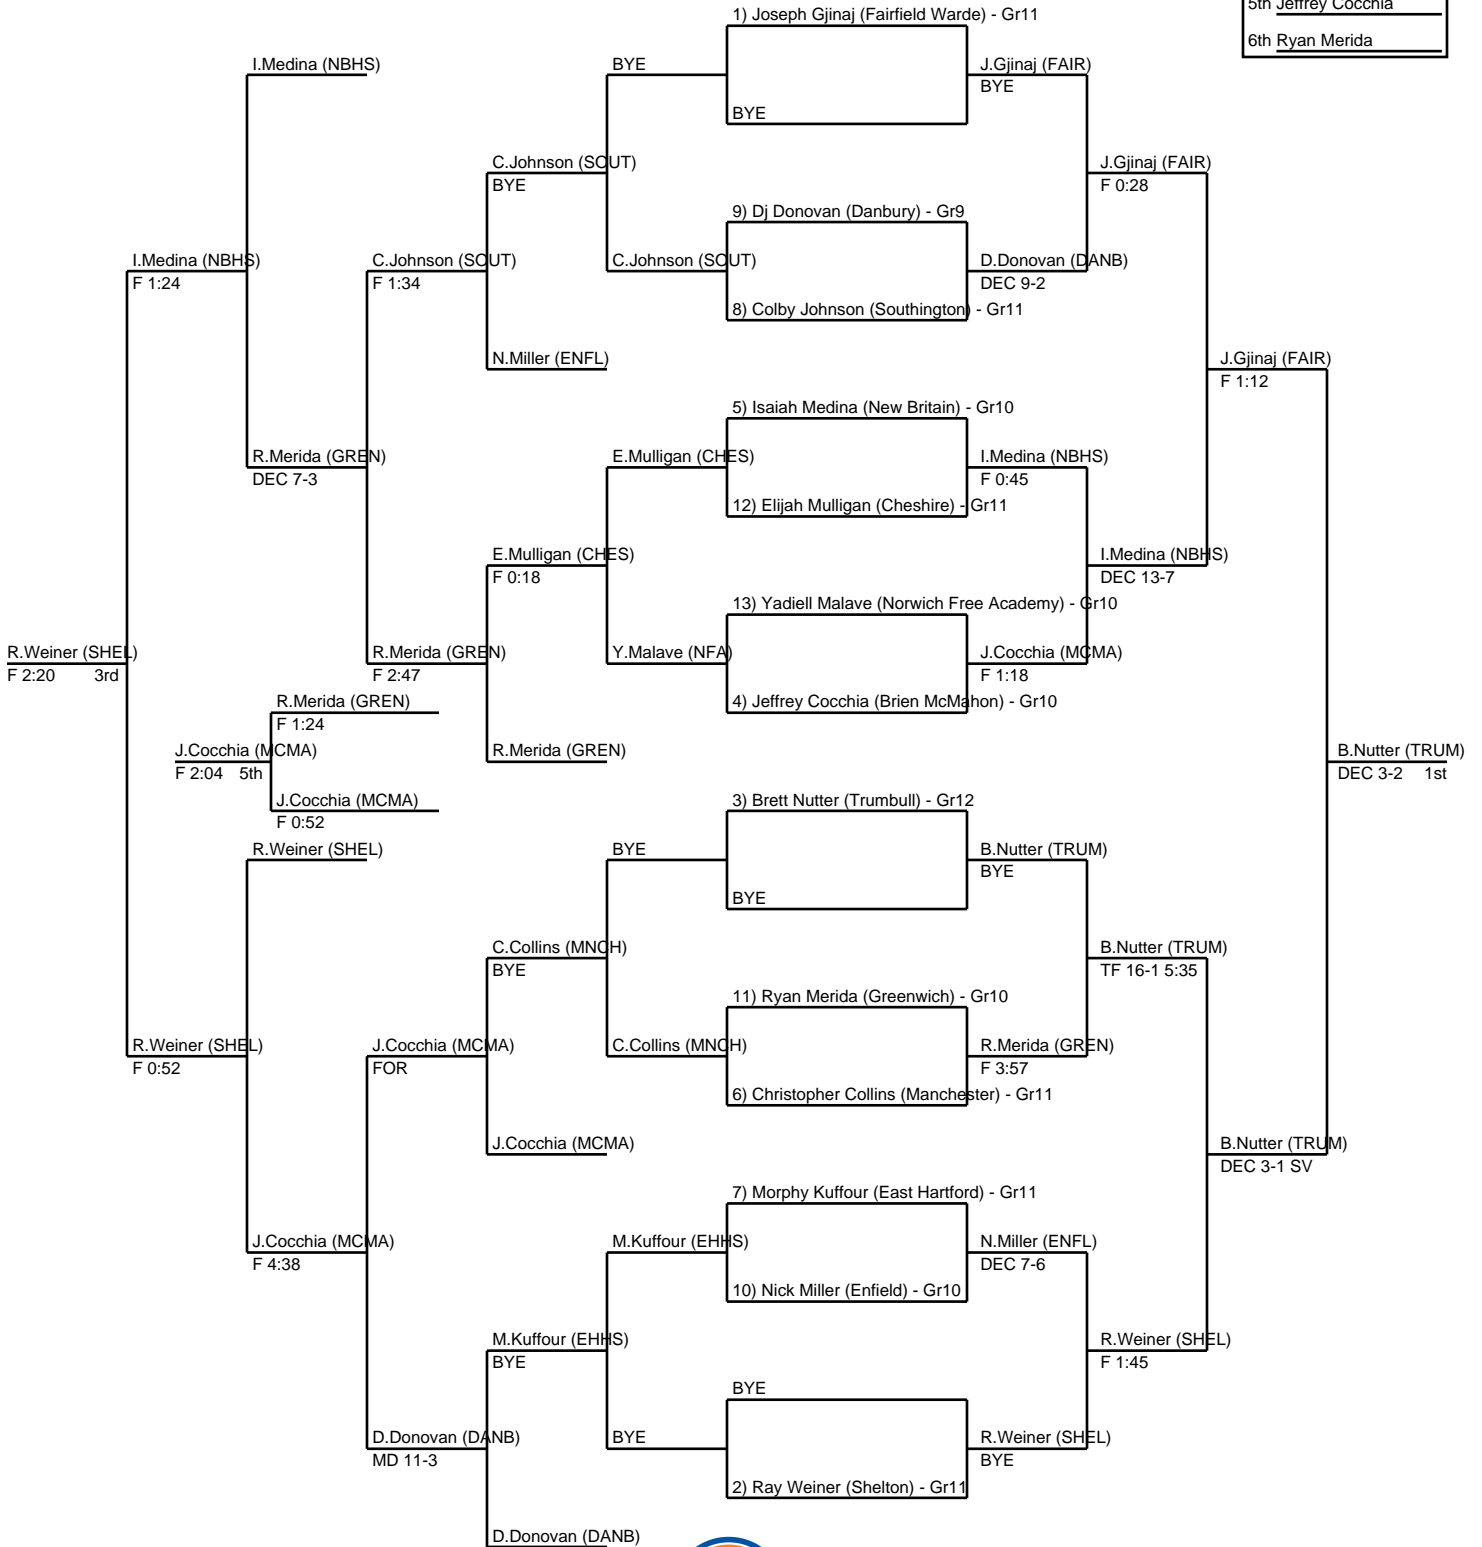 5th Jeffrey Cocchia
1) Joseph Gjinaj (Fairfield Warde) - Gr11
6th Ryan Merida
I.Medina (NBHS)
BYE
J.Gjinaj (FAIR)
BYE
BYE
C.Johnson (SOUT)
BYE
J.Gjinaj (FAIR)
F 0:28
9) Dj Donovan (Danbury) - Gr9
I.Medina (NBHS)
F 1:24
C.Johnson (SOUT)
F 1:34
C.Johnson (SOUT)
D.Donovan (DANB)
DEC 9-2
8) Colby Johnson (Southington) - Gr11
N.Miller (ENFL)
J.Gjinaj (FAIR)
F 1:12
5) Isaiah Medina (New Britain) - Gr10
R.Merida (GREN)
DEC 7-3
E.Mulligan (CHES)
I.Medina (NBHS)
F 0:45
12) Elijah Mulligan (Cheshire) - Gr11
E.Mulligan (CHES)
F 0:18
I.Medina (NBHS)
DEC 13-7
13) Yadiell Malave (Norwich Free Academy) - Gr10
R.Weiner (SHEL)
F 2:20 3rd
R.Merida (GREN)
F 2:47
Y.Malave (NFA)
J.Cocchia (MCMA)
F 1:18
R.Merida (GREN)
F 1:24
4) Jeffrey Cocchia (Brien McMahon) - Gr10
J.Cocchia (MCMA)
F 2:04 5th
R.Merida (GREN)
B.Nutter (TRUM)
DEC 3-2 1st
J.Cocchia (MCMA)
F 0:52
3) Brett Nutter (Trumbull) - Gr12
R.Weiner (SHEL)
BYE
B.Nutter (TRUM)
BYE
BYE
C.Collins (MNCH)
BYE
B.Nutter (TRUM)
TF 16-1 5:35
11) Ryan Merida (Greenwich) - Gr10
R.Weiner (SHEL)
F 0:52
J.Cocchia (MCMA)
FOR
C.Collins (MNCH)
R.Merida (GREN)
F 3:57
6) Christopher Collins (Manchester) - Gr11
J.Cocchia (MCMA)
B.Nutter (TRUM)
DEC 3-1 SV
7) Morphy Kuffour (East Hartford) - Gr11
J.Cocchia (MCMA)
F 4:38
M.Kuffour (EHHS)
N.Miller (ENFL)
DEC 7-6
10) Nick Miller (Enfield) - Gr10
M.Kuffour (EHHS)
BYE
R.Weiner (SHEL)
F 1:45
BYE
D.Donovan (DANB)
MD 11-3
BYE
R.Weiner (SHEL)
BYE
2) Ray Weiner (Shelton) - Gr11
D.Donovan (DANB)